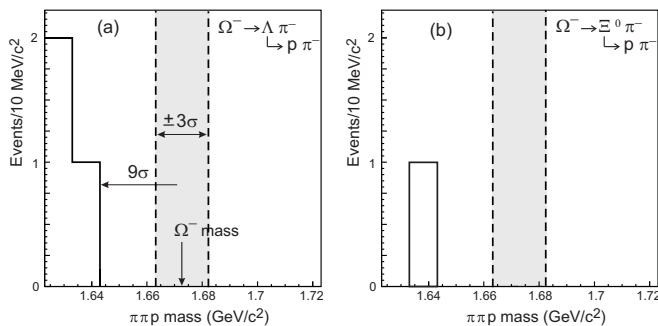 (a)
Ω⁻→Λ π⁻
↳p π⁻
Events/10 MeV/c²
2
1
0
±3σ
9σ
Ω⁻ mass
1.64 1.66 1.68 1.7 1.72
ππp mass (GeV/c²)
(b)
Ω⁻→Ξ⁰ π⁻
↳p π⁻
Events/10 MeV/c²
2
1
0
1.64 1.66 1.68 1.7 1.72
ππp mass (GeV/c²)